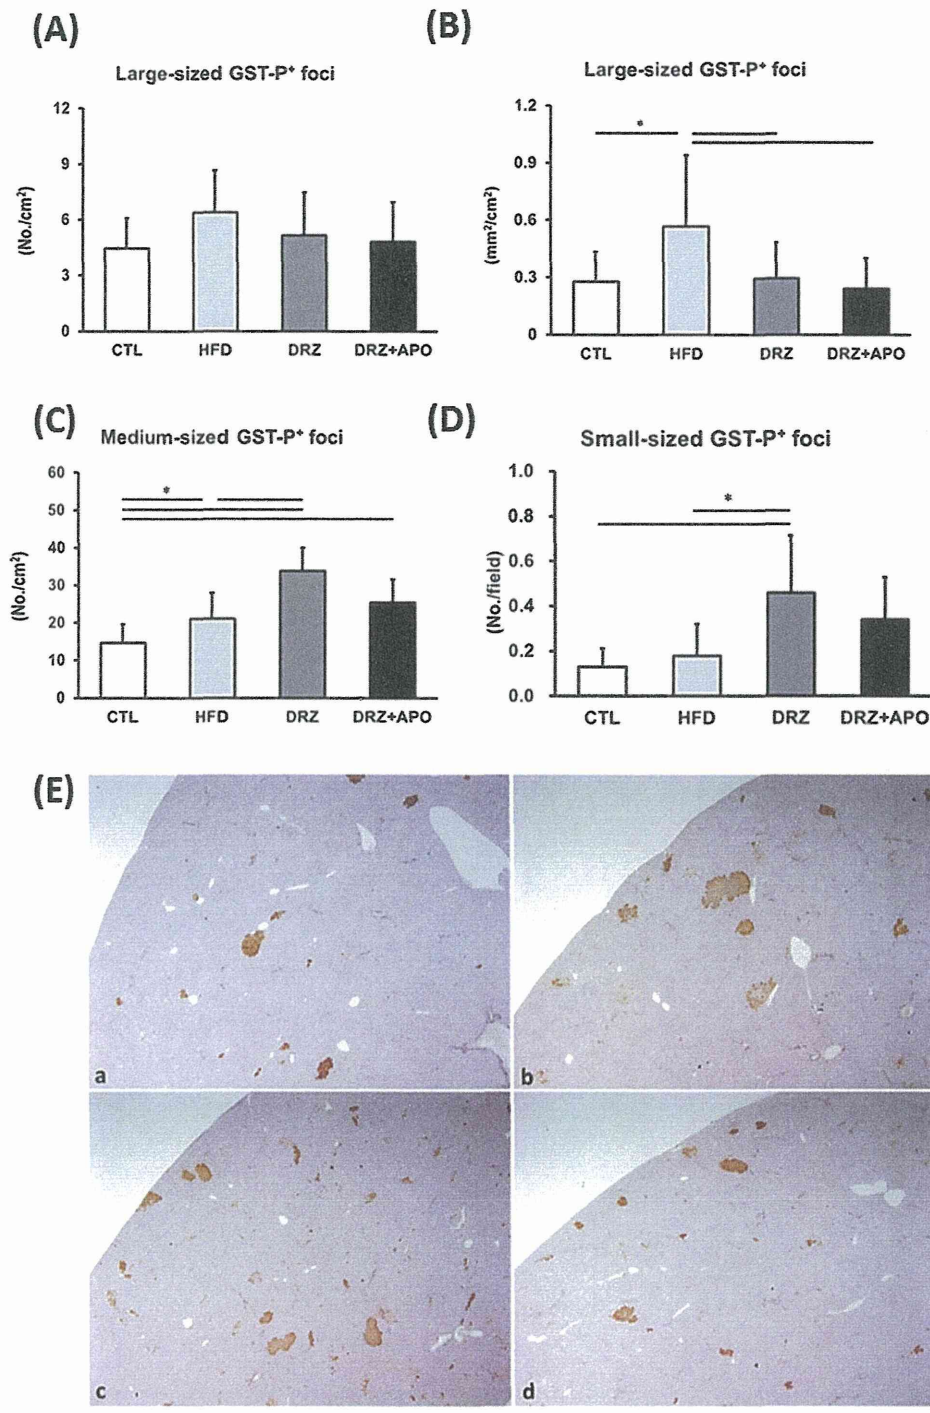 (A)
Large-sized GST-P⁺ foci
12
9
6
3
0
(No./cm²)
CTL HFD DRZ DRZ+APO
(B)
Large-sized GST-P⁺ foci
1.2
0.9
0.6
0.3
0
(mm²/cm²)
*
CTL HFD DRZ DRZ+APO
(C)
Medium-sized GST-P⁺ foci
60
50
40
30
20
10
0
(No./cm²)
*
CTL HFD DRZ DRZ+APO
(D)
Small-sized GST-P⁺ foci
1.0
0.8
0.6
0.4
0.2
0.0
(No./field)
*
CTL HFD DRZ DRZ+APO
(E)
a
b
c
d